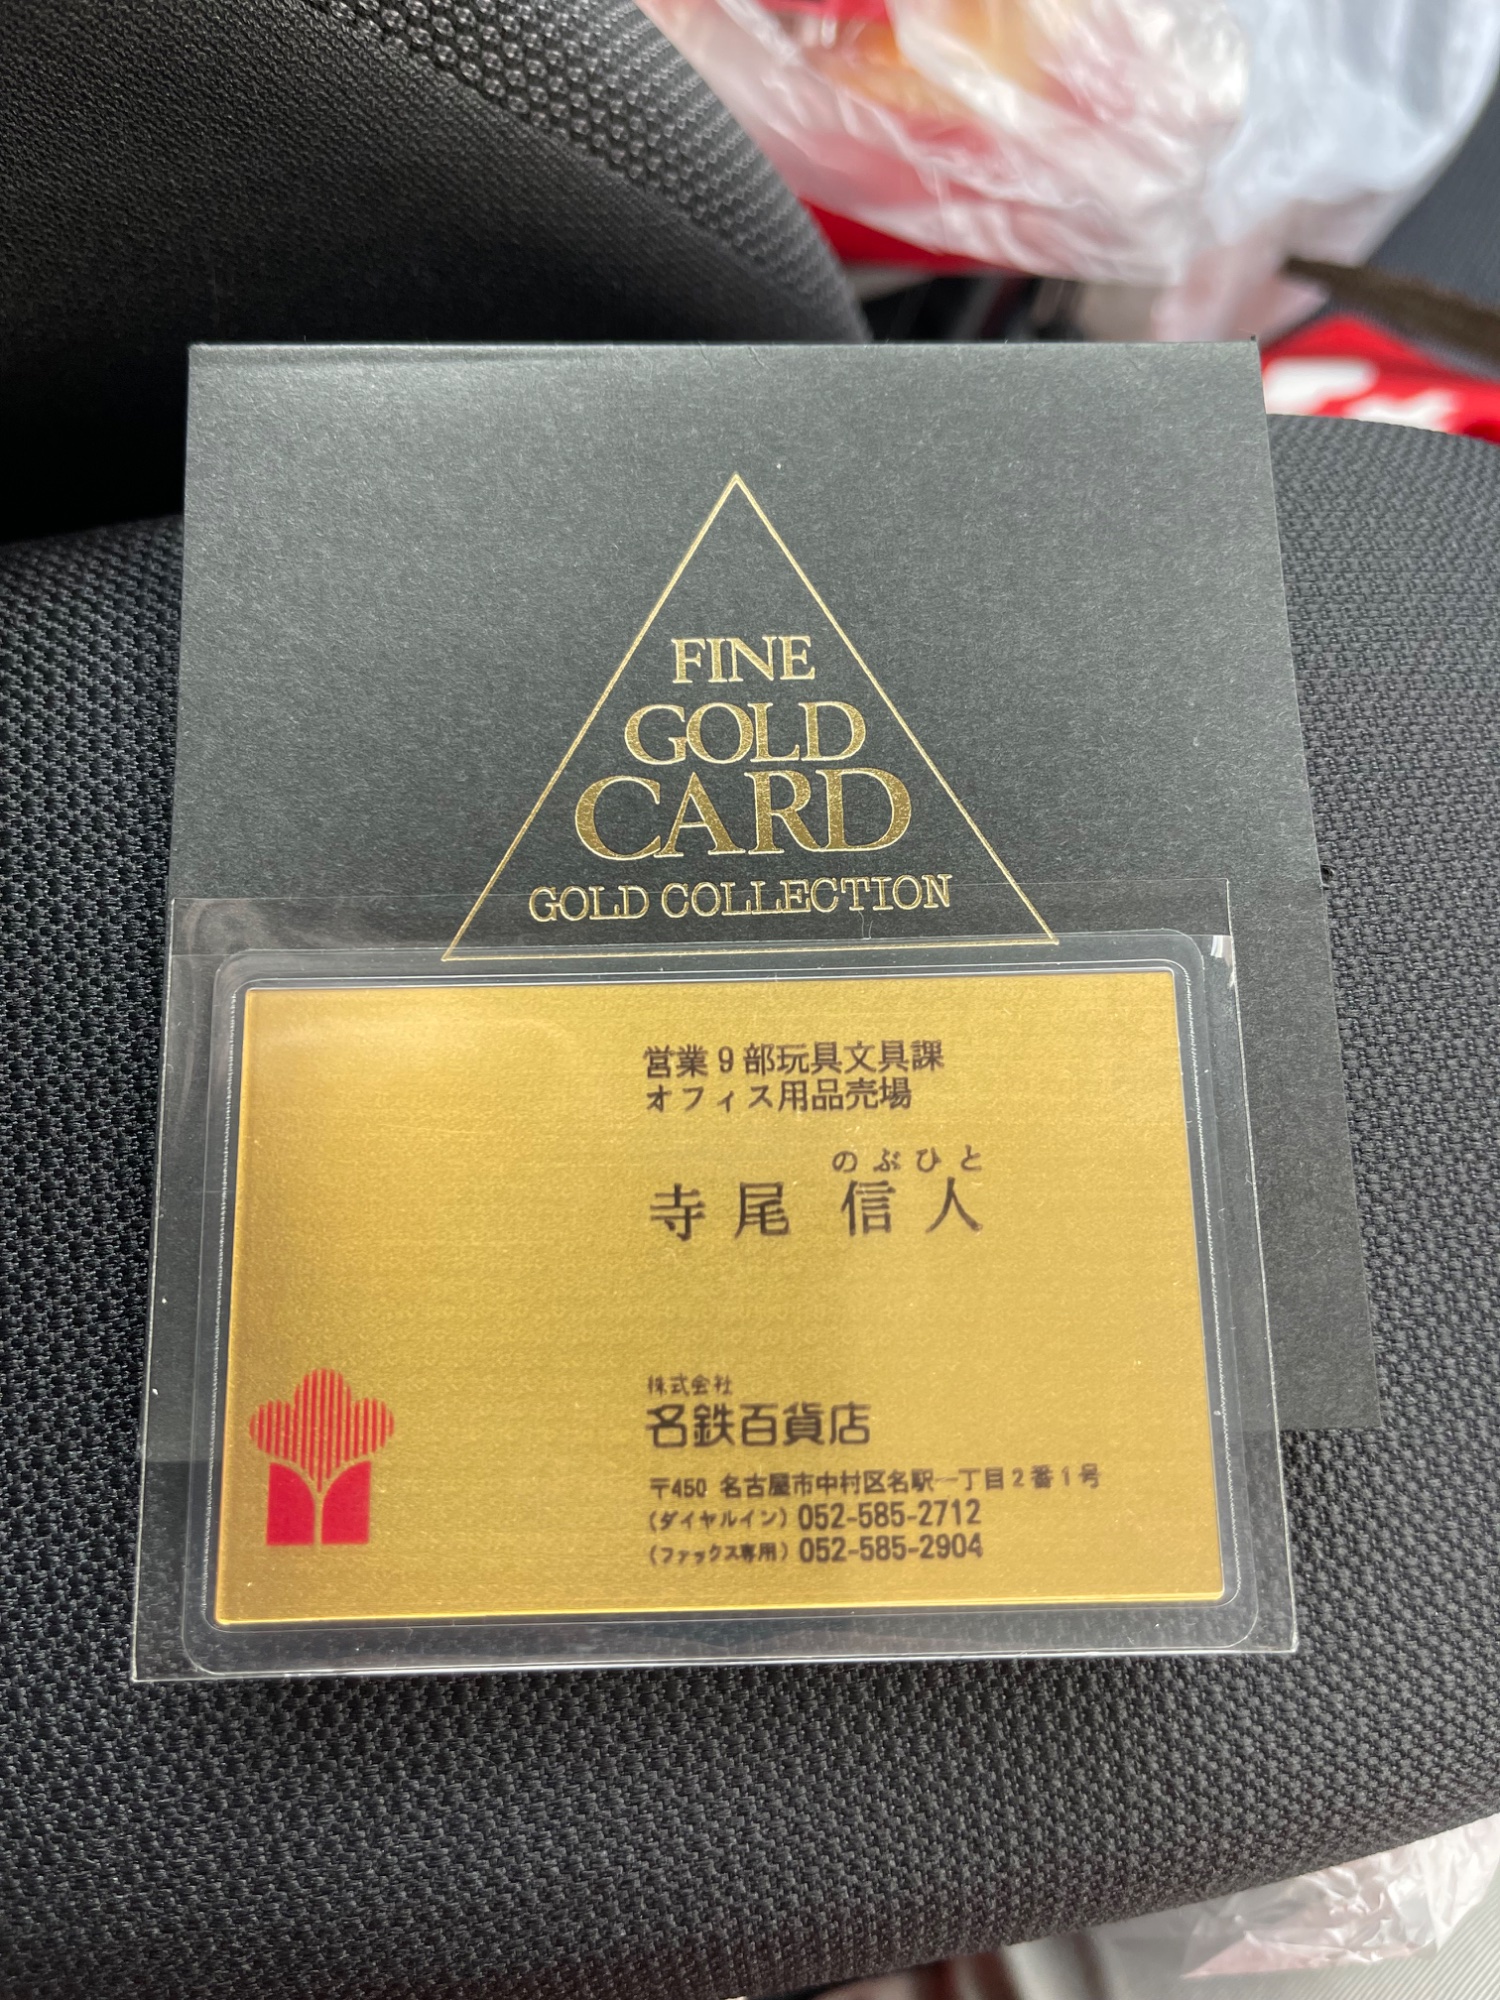 FINE
GOLD
CARD
GOLD COLLECTION
営業9部玩具文具課
オフィス用品売場
のぶひと
寺尾 信人
株式会社
名鉄百貨店
〒450 名古屋市中村区名駅一丁目2番1号
(ダイヤルイン) 052-585-2712
(ファックス専用) 052-585-2904